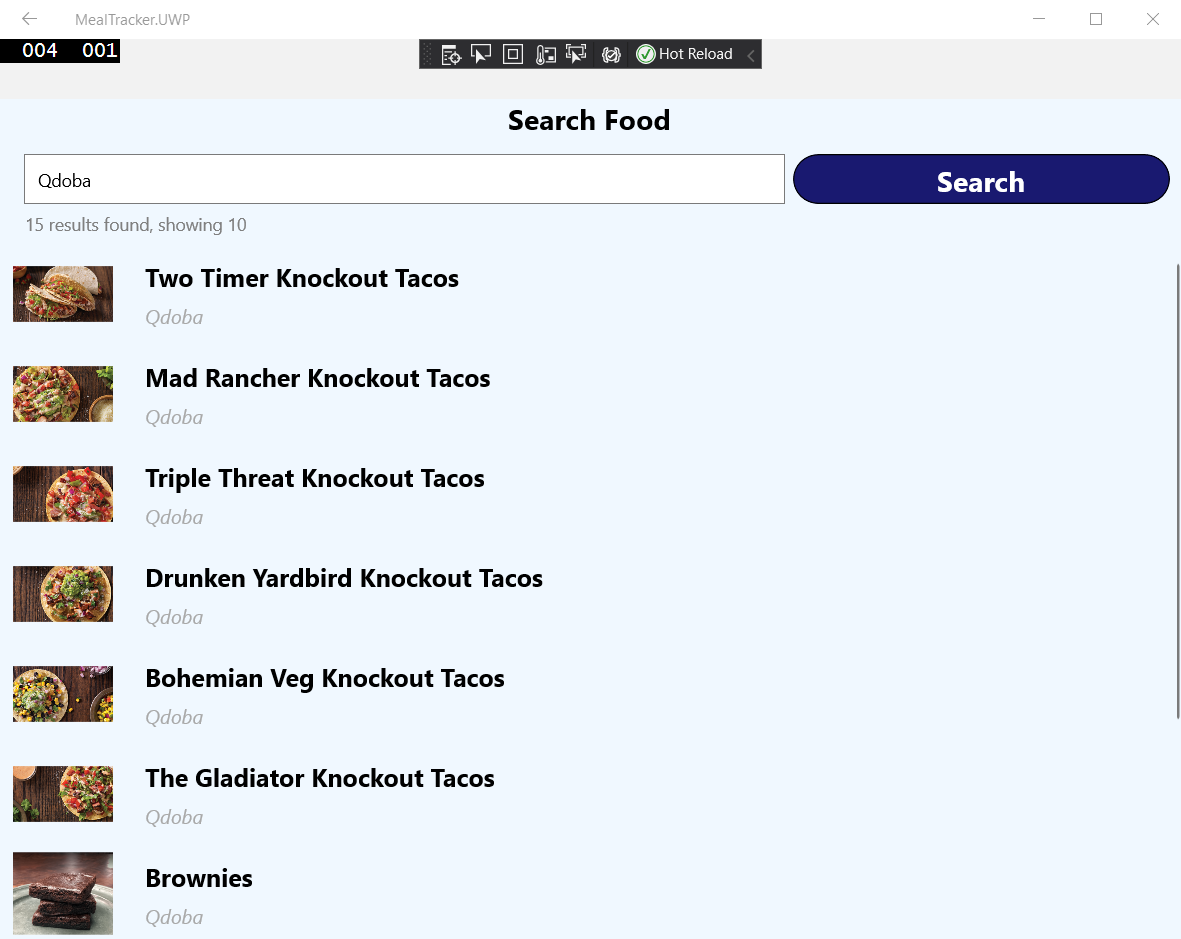 MealTracker.UWP
004 001
Hot Reload
Search Food
Qdoba
Search
15 results found, showing 10
Two Timer Knockout Tacos
Qdoba
Mad Rancher Knockout Tacos
Qdoba
Triple Threat Knockout Tacos
Qdoba
Drunken Yardbird Knockout Tacos
Qdoba
Bohemian Veg Knockout Tacos
Qdoba
The Gladiator Knockout Tacos
Qdoba
Brownies
Qdoba